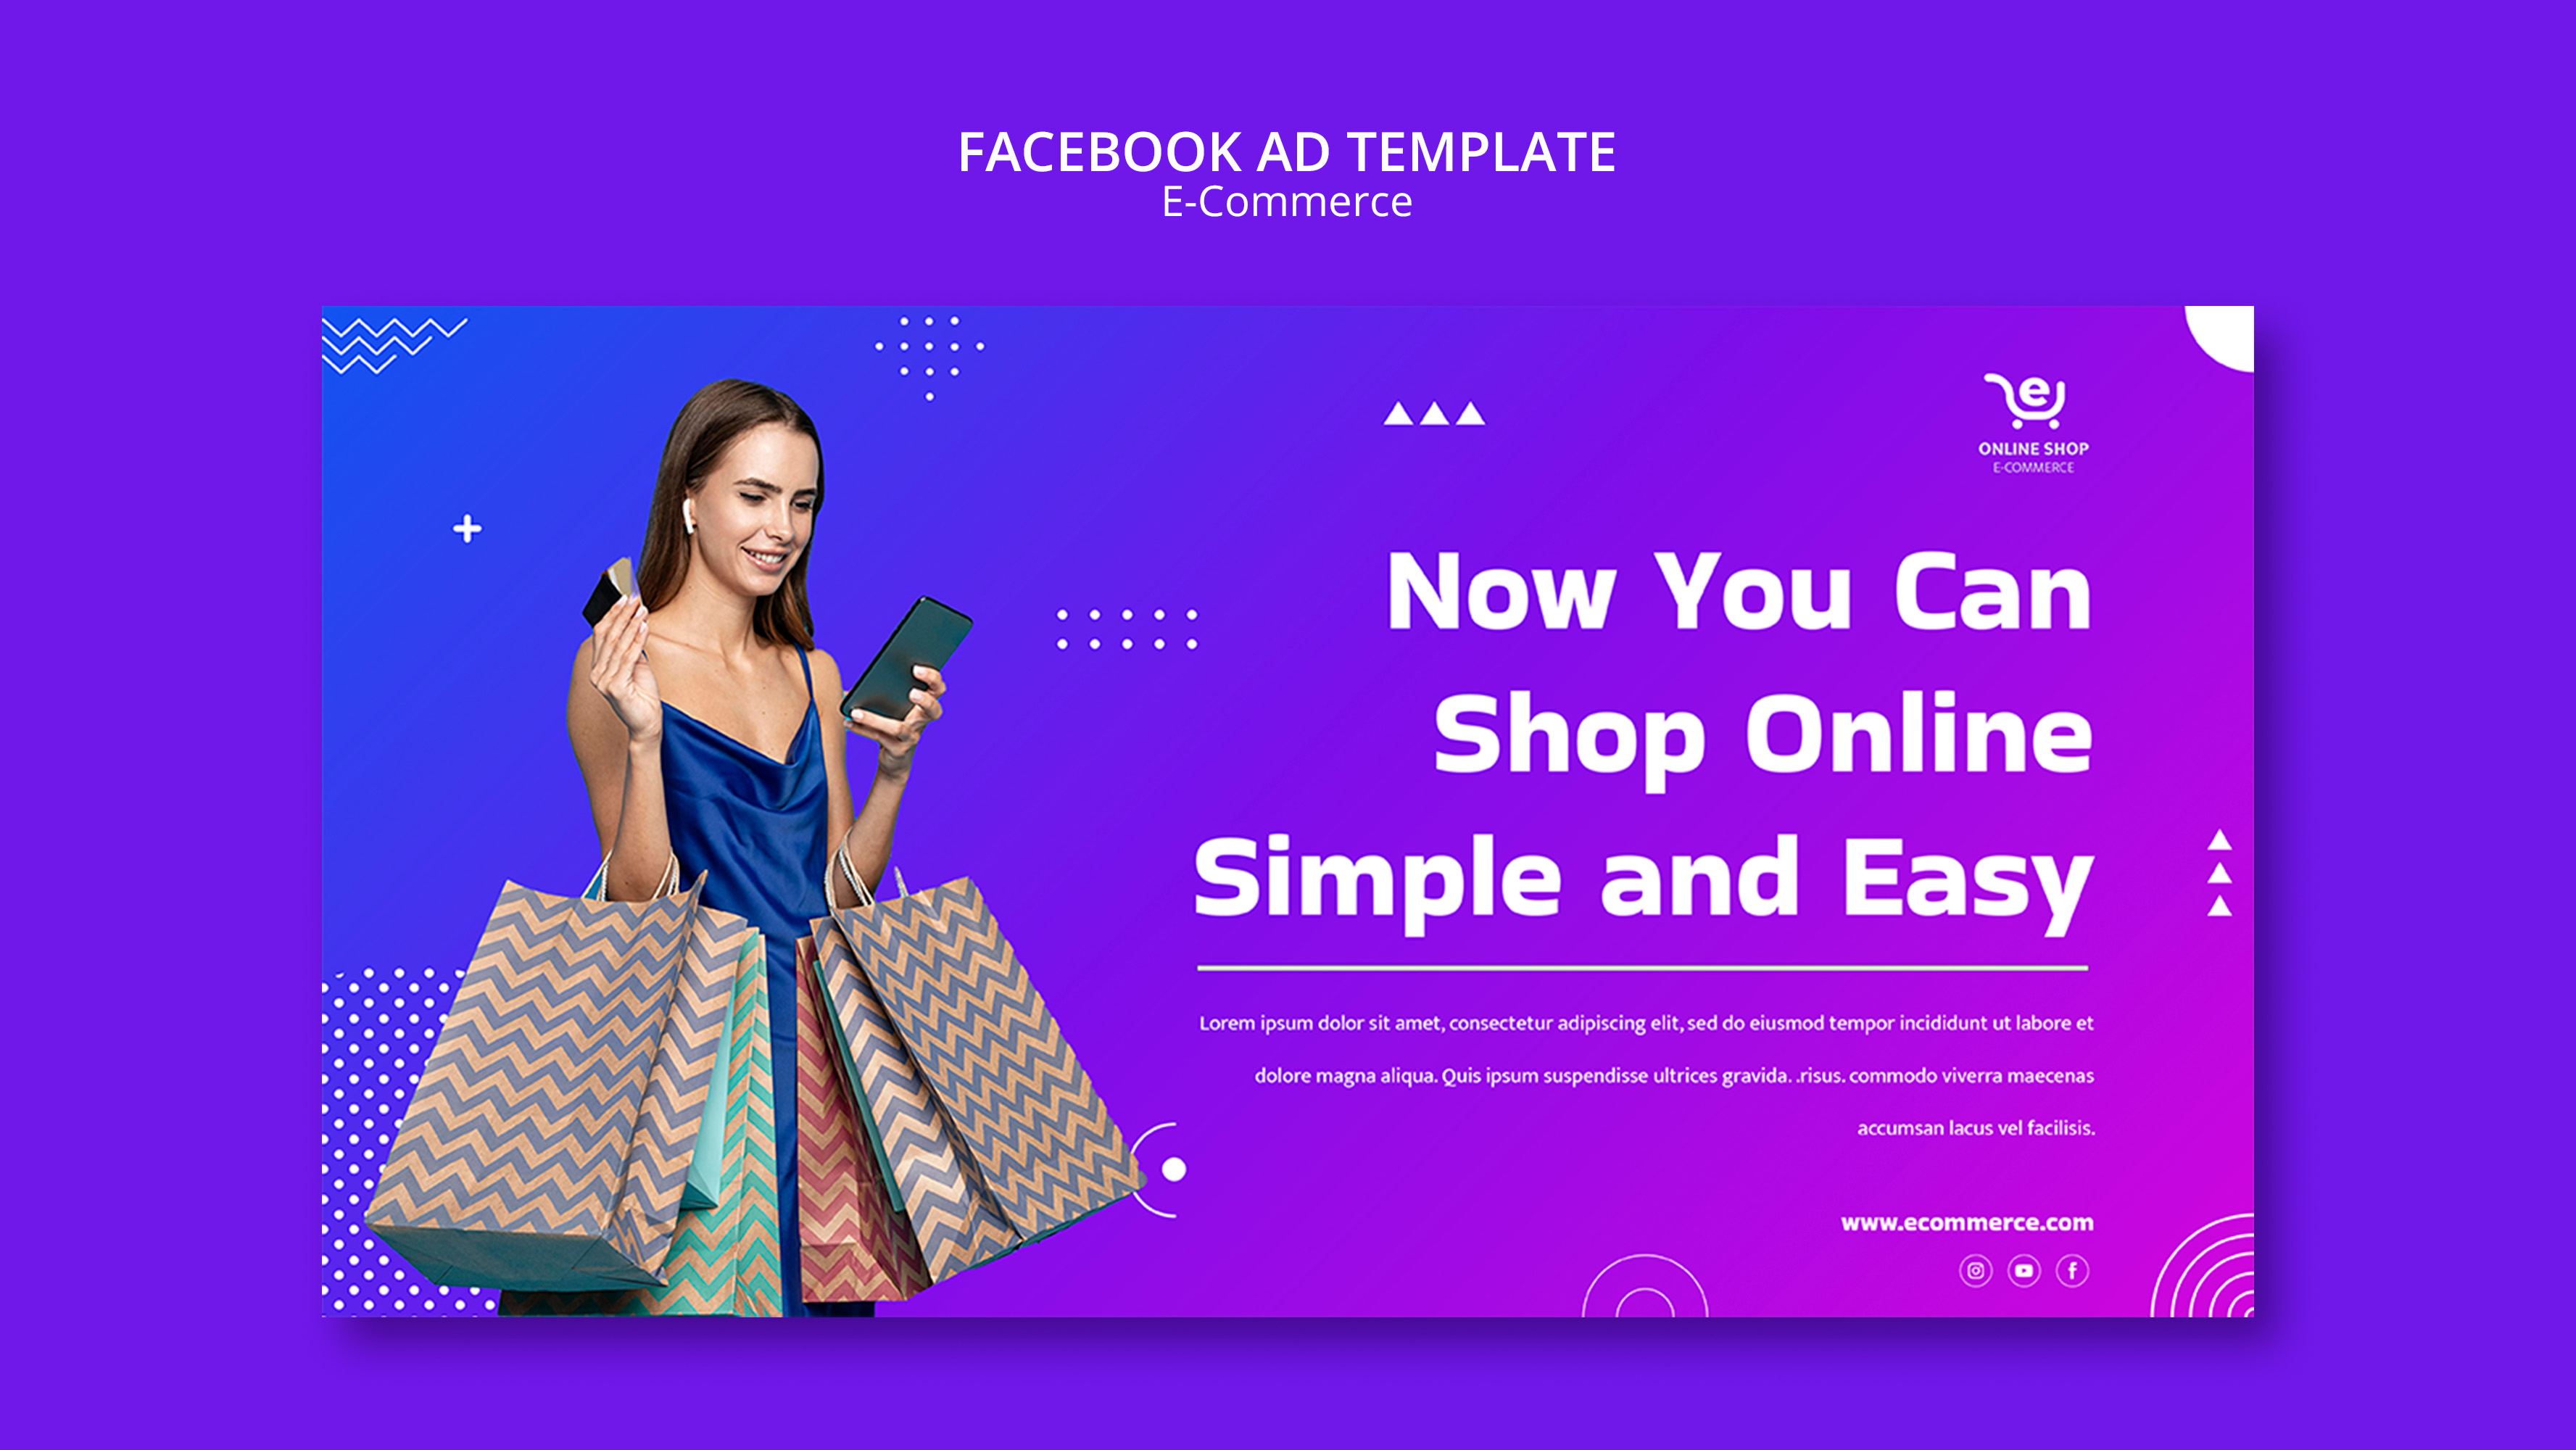 FACEBOOK AD TEMPLATE
E-Commerce
e
ONLINE SHOP
E-COMMERCE
Now You Can
Shop Online
Simple and Easy
Lorem ipsum dolor sit amet, consectetur adipiscing elit, sed do eiusmod tempor incididunt ut labore et
dolore magna aliqua. Quis ipsum suspendisse ultrices gravida. .risus. commodo viverra maecenas
accumsan lacus vel facilisis.
www.ecommerce.com